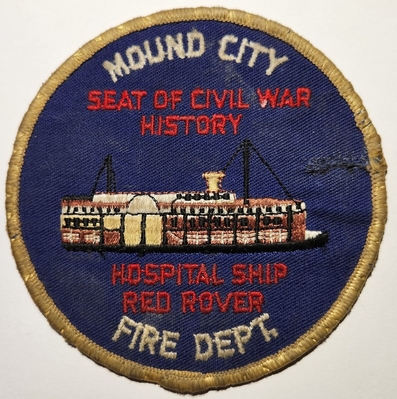 MOUND CITY
SEAT OF CIVIL WAR
HISTORY
HOSPITAL SHIP
RED ROVER
FIRE DEPT.